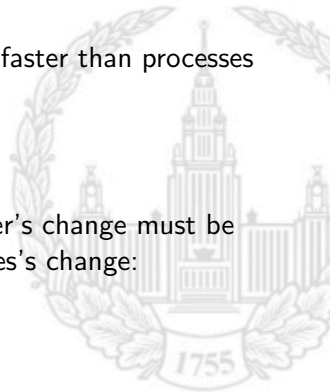 faster than processes
er's change must be
es's change:
1755